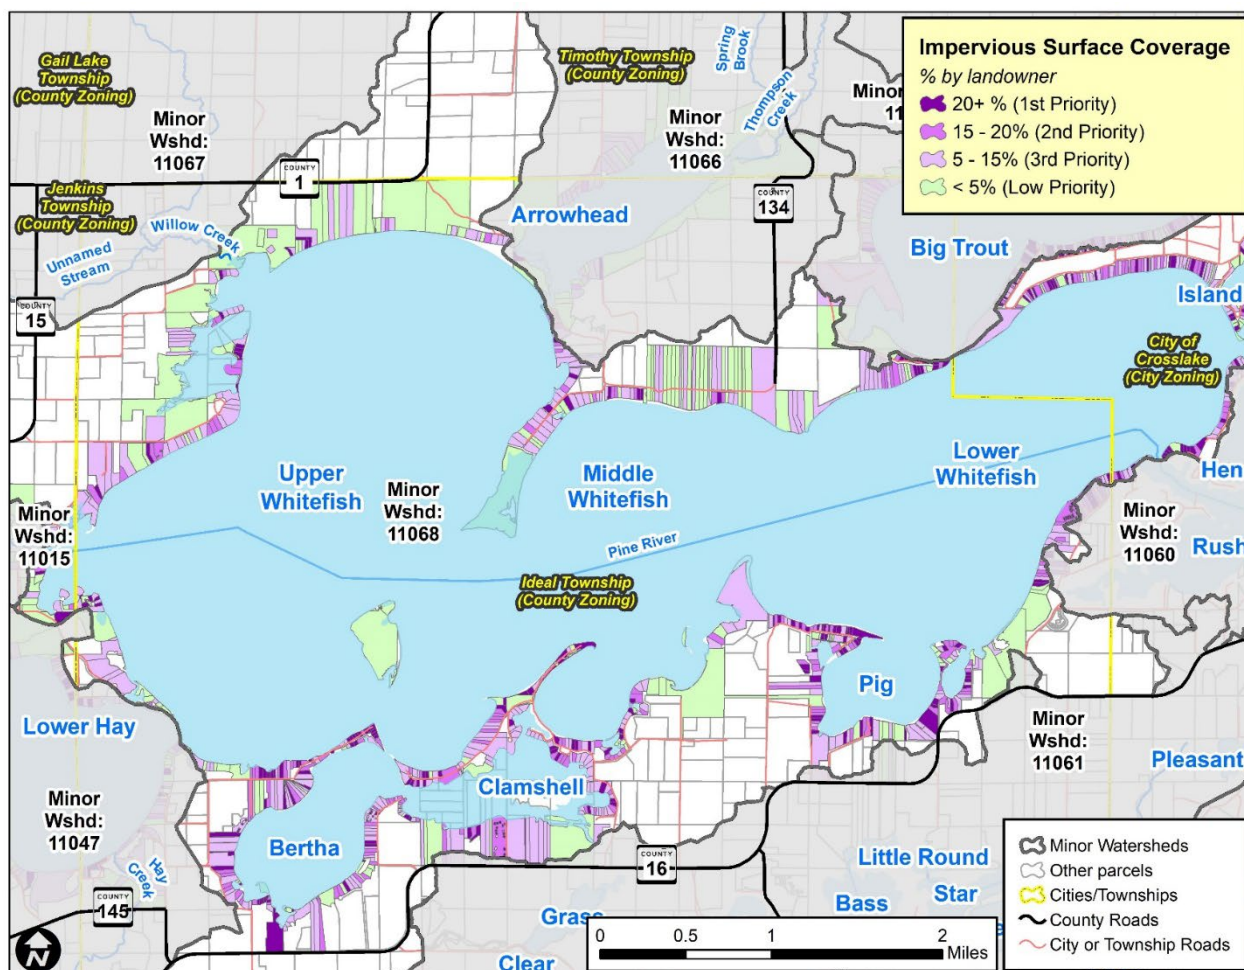 Gail Lake
Township
(County Zoning)
Timothy Township
(County Zoning)
Spring
Brook
Thompson
Creek
Minor
Wshd:
11067
Minor
Wshd:
11066
Minor
11
Impervious Surface Coverage
% by landowner
20+ % (1st Priority)
15 - 20% (2nd Priority)
5 - 15% (3rd Priority)
< 5% (Low Priority)
COUNTY
1
Jenkins
Township
(County Zoning)
COUNTY
134
Arrowhead
Willow Creek
Unnamed
Stream
Big Trout
Island
COUNTY
15
City of
Crosslake
(City Zoning)
Upper
Whitefish
Minor
Wshd:
11068
Middle
Whitefish
Lower
Whitefish
Hen
Minor
Wshd:
11015
Minor
Wshd:
11060
Rush
Pine River
Ideal Township
(County Zoning)
Pig
Lower Hay
Minor
Wshd:
11061
Pleasant
Clamshell
Minor
Wshd:
11047
Bertha
Hay
Creek
COUNTY
16
Little Round
Star
Bass
COUNTY
145
Grass
Clear
N
0 0.5 1 2
Miles
Minor Watersheds
Other parcels
Cities/Townships
County Roads
City or Township Roads